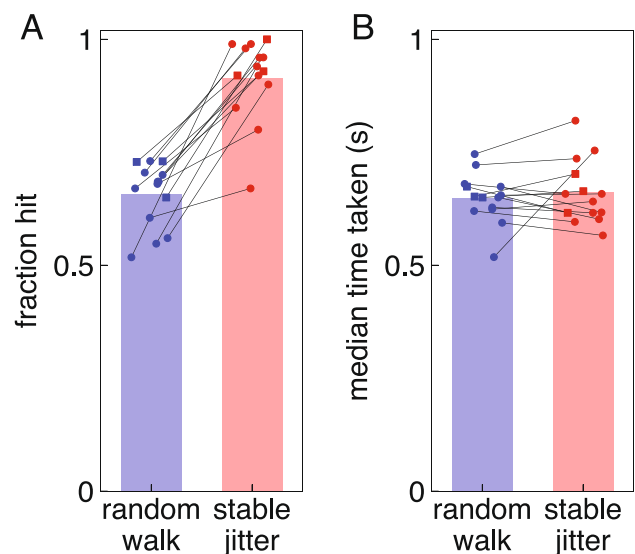 A
B
1
0.5
0
fraction hit
random
walk
stable
jitter
1
0.5
0
median time taken (s)
random
walk
stable
jitter